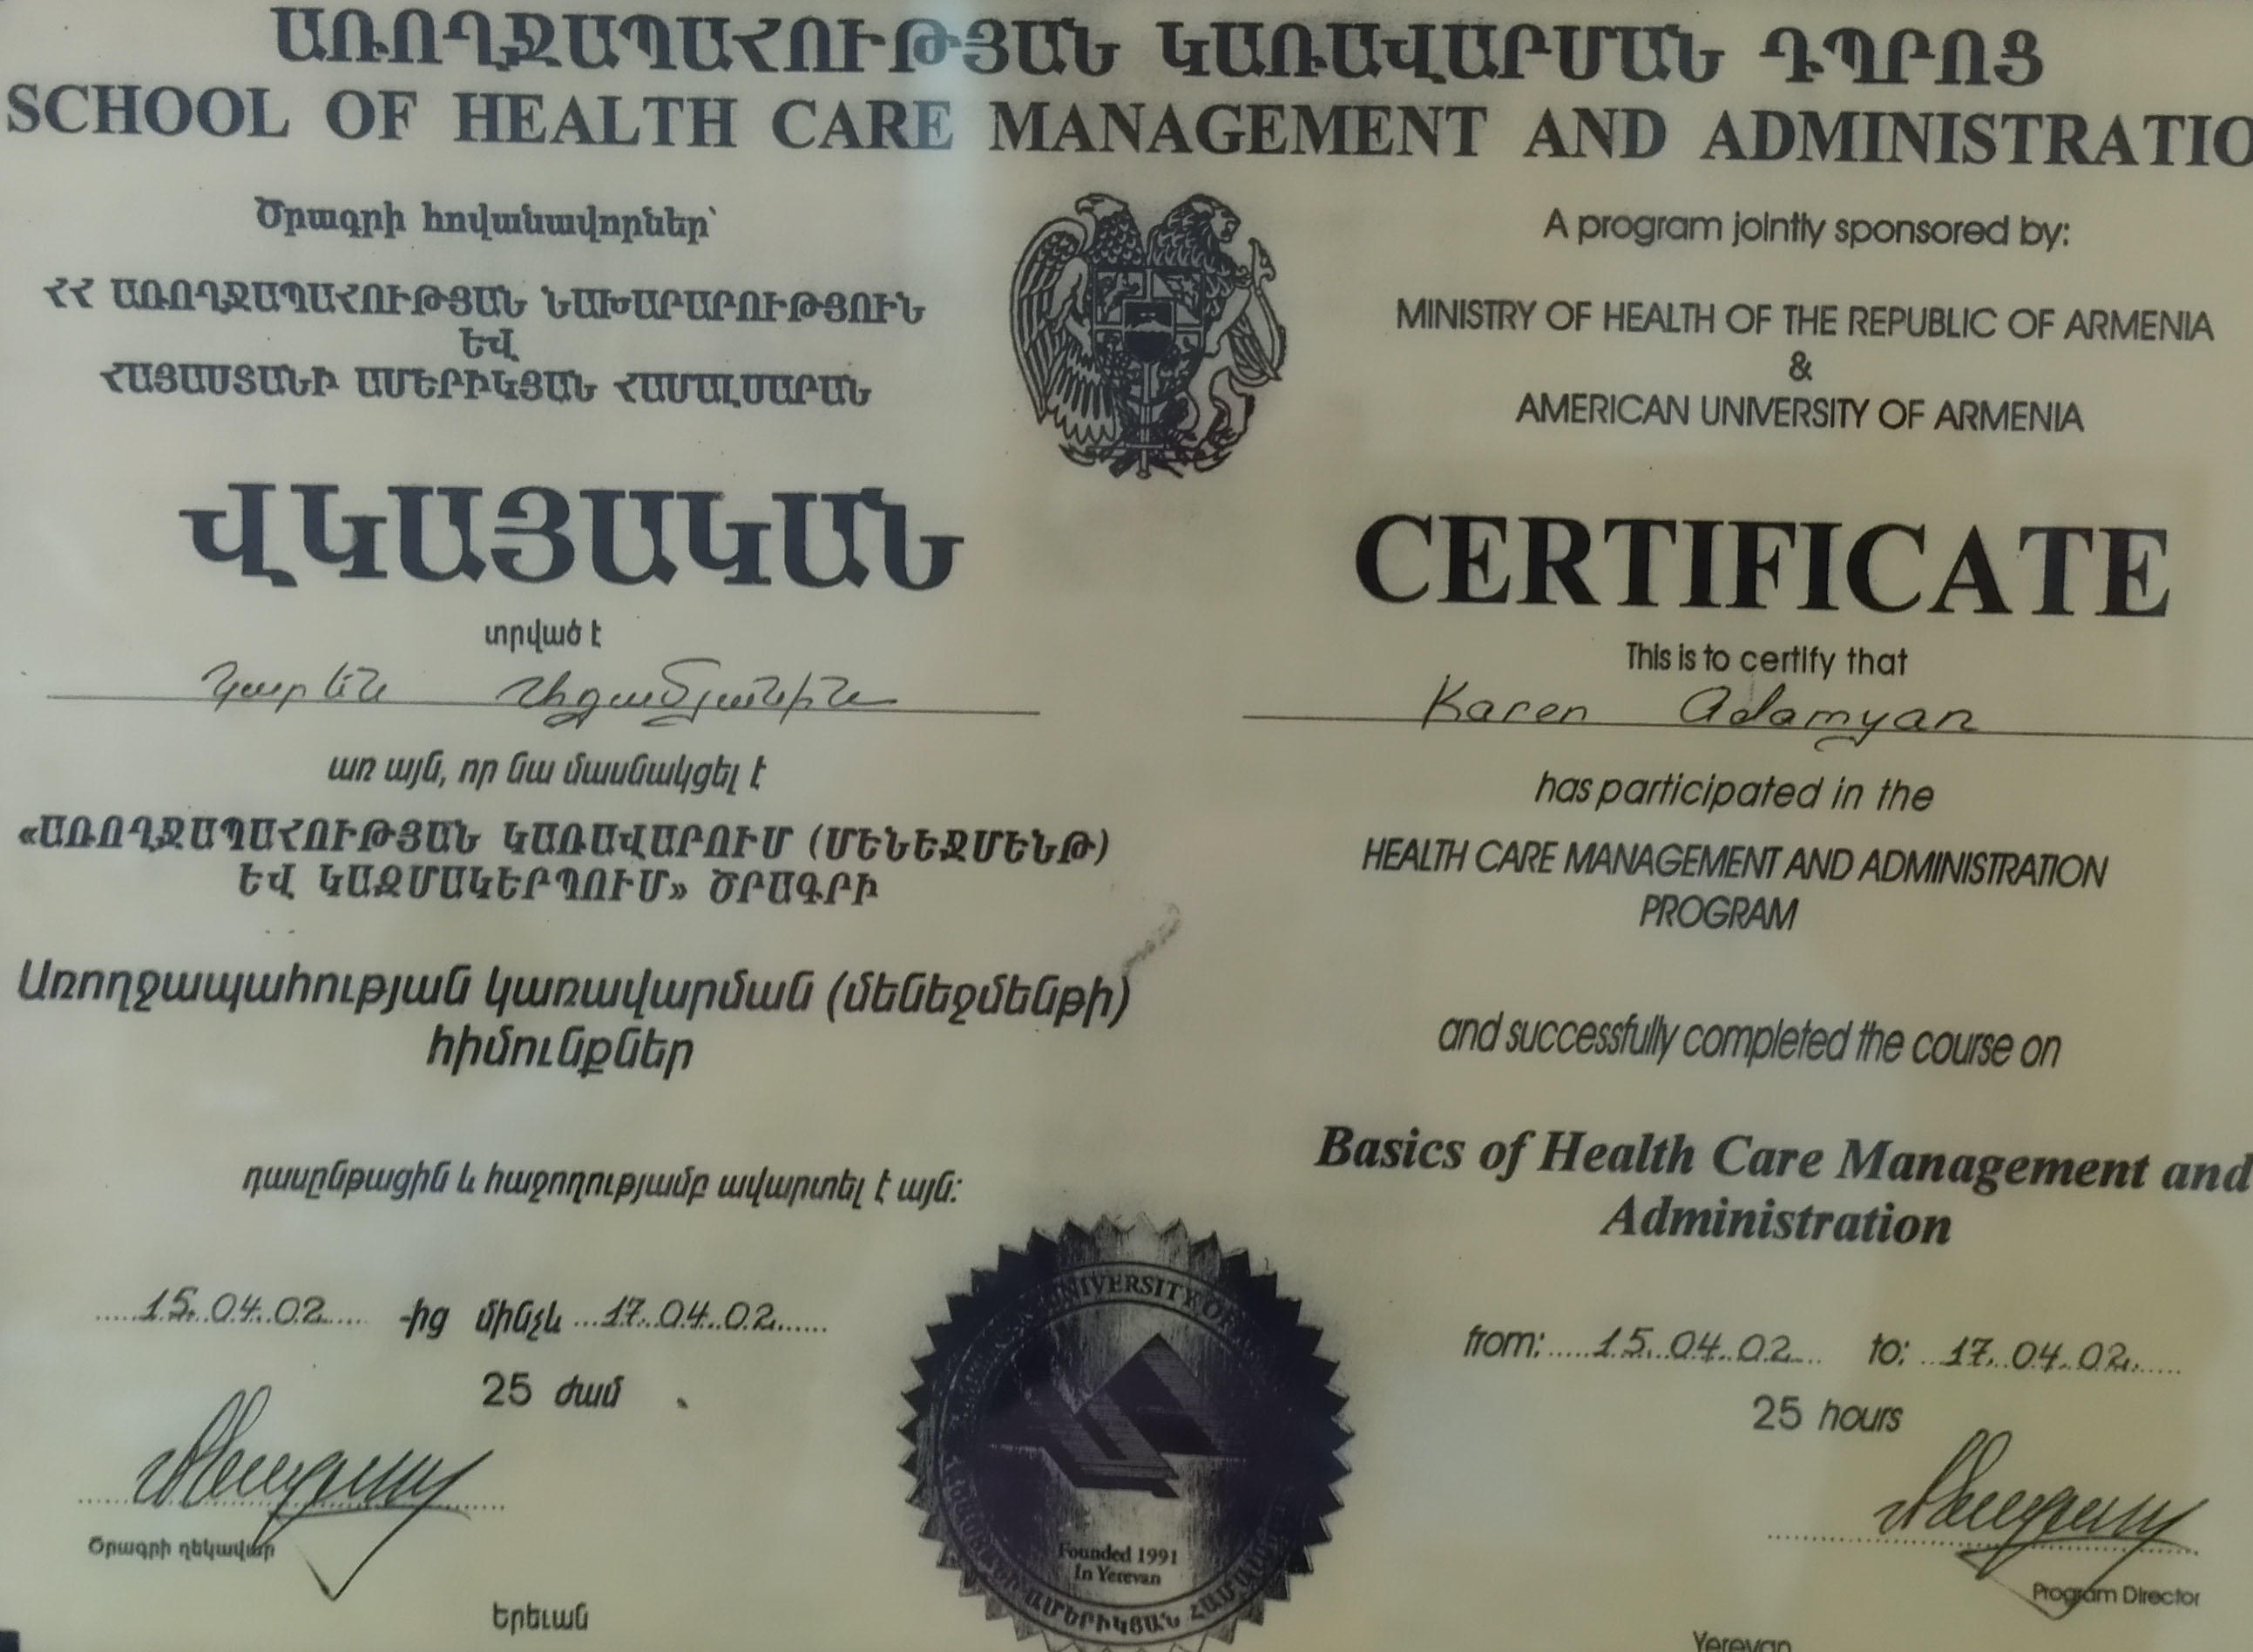 ԱՌՈՂՋԱՊԱՀՈՒԹՅԱՆ ԿԱՌԱՎԱՐՄԱՆ ԴՊՐՈՑ
SCHOOL OF HEALTH CARE MANAGEMENT AND ADMINISTRATIO
Ծրագրի հովանավորներ՝
ՀՀ ԱՌՈՂՋԱՊԱՀՈՒԹՅԱՆ ՆԱԽԱՐԱՐՈՒԹՅՈՒՆ
ԵՎ
ՀԱՅԱՍՏԱՆԻ ԱՄԵՐԻԿՅԱՆ ՀԱՄԱԼՍԱՐԱՆ
ՎԿԱՅԱԿԱՆ
տրված է
Կարեն
առ այն, որ նա մասնակցել է
«ԱՌՈՂՋԱՊԱՀՈՒԹՅԱՆ ԿԱՌԱՎԱՐՈՒՄ (ՄԵՆԵՋՄԵՆԹ)
ԵՎ ԿԱԶՄԱԿԵՐՊՈՒՄ» ԾՐԱԳՐԻ
Առողջապահության կառավարման (մենեջմենթի)
հիմունքներ
դասընթացին և հաջողությամբ ավարտել է այն:
15.04.02 -ից մինչև 17.04.02
25 ժամ
Ծրագրի ղեկավար
Երեւան
A program jointly sponsored by:
MINISTRY OF HEALTH OF THE REPUBLIC OF ARMENIA
&
AMERICAN UNIVERSITY OF ARMENIA
CERTIFICATE
This is to certify that
Karen Adamyan
has participated in the
HEALTH CARE MANAGEMENT AND ADMINISTRATION
PROGRAM
and successfully completed the course on
Basics of Health Care Management and
Administration
from: 15.04.02 to: 17.04.02
25 hours
Program Director
Yerevan
UNIVERSITY OF
Founded 1991
In Yerevan